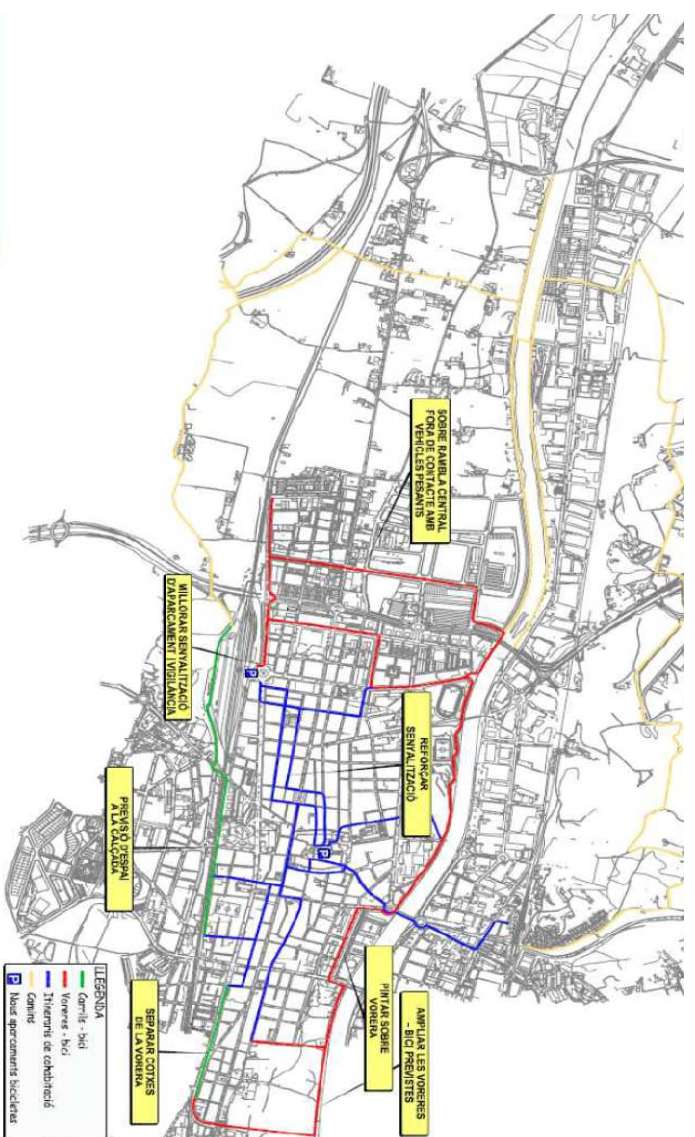 SOBRE RAMBLA CENTRAL
FORA DE CONTACTE AMB
VEHICLES PESANTS
MILLORAR SENYALITZACIÓ
D'APARCAMENT I VIGILÀNCIA
REFORÇAR
SENYALITZACIÓ
PREVISIÓ D'ESPAI
A LA CALÇADA
PINTAR SOBRE
VORERA
AMPLIAR LES VORERES
- BICI PREVISTES
SEPARAR COTXES
DE LA VORERA
LLEGENDA
Carrils - bici
Voreres - bici
Itineraris de cohabitació
Camins
P Nous aparcaments bicicletes
P
P